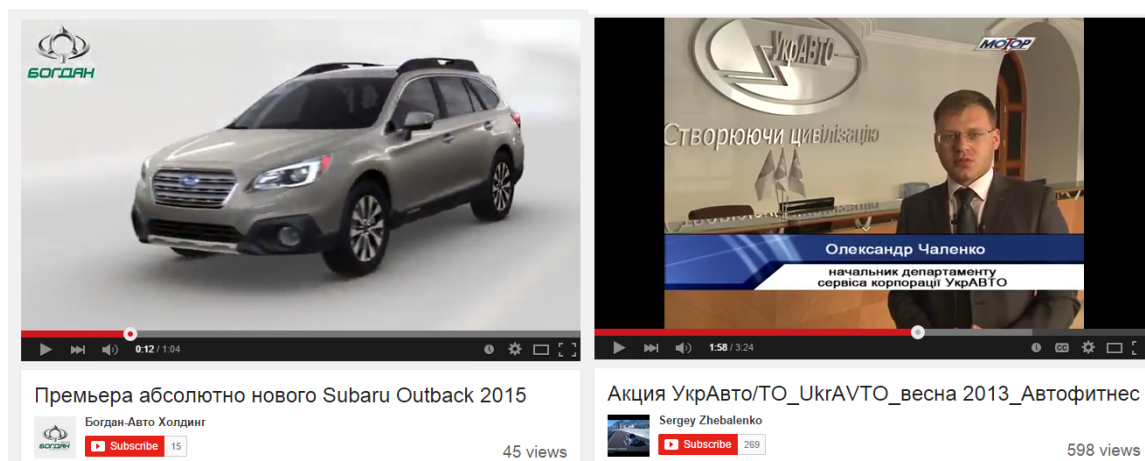 БОГДАН
0:12 / 1:04
Премьера абсолютно нового Subaru Outback 2015
Богдан-Авто Холдинг
БОГДАН
Subscribe 15
45 views
УкрАВТО
МОТОР
Створюючи цивілізацію
Олександр Чаленко
начальник департаменту
сервіса корпорації УкрАВТО
1:58 / 3:24
CC
Акция УкрАвто/ТО_UkrAVTO_весна 2013_Автофитнес
Sergey Zhebalenko
Subscribe 269
598 views